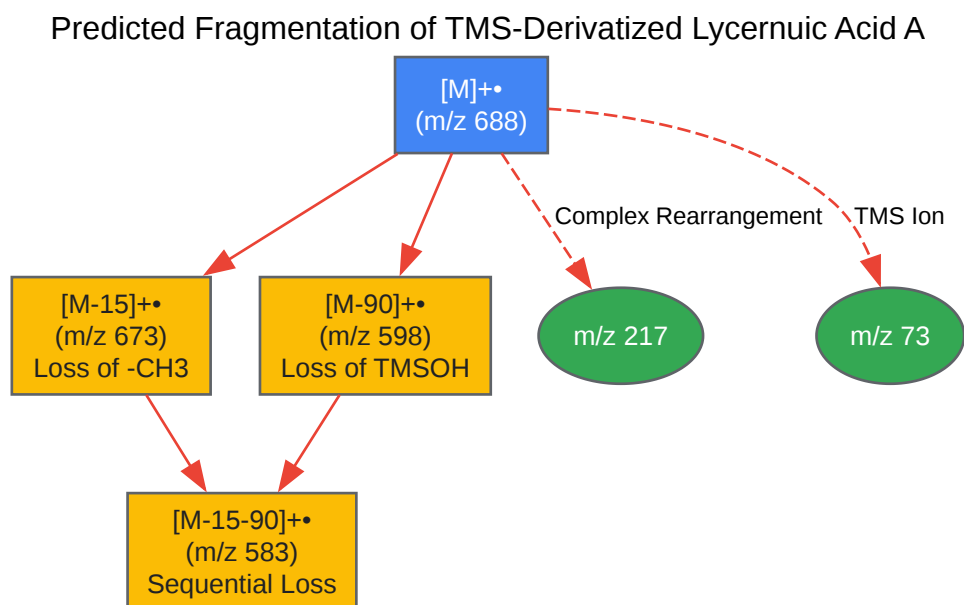 Predicted Fragmentation of TMS-Derivatized Lycernuic Acid A
[M]+•
(m/z 688)
Complex Rearrangement
TMS Ion
[M-15]+•
(m/z 673)
Loss of -CH3
[M-90]+•
(m/z 598)
Loss of TMSOH
m/z 217
m/z 73
[M-15-90]+•
(m/z 583)
Sequential Loss